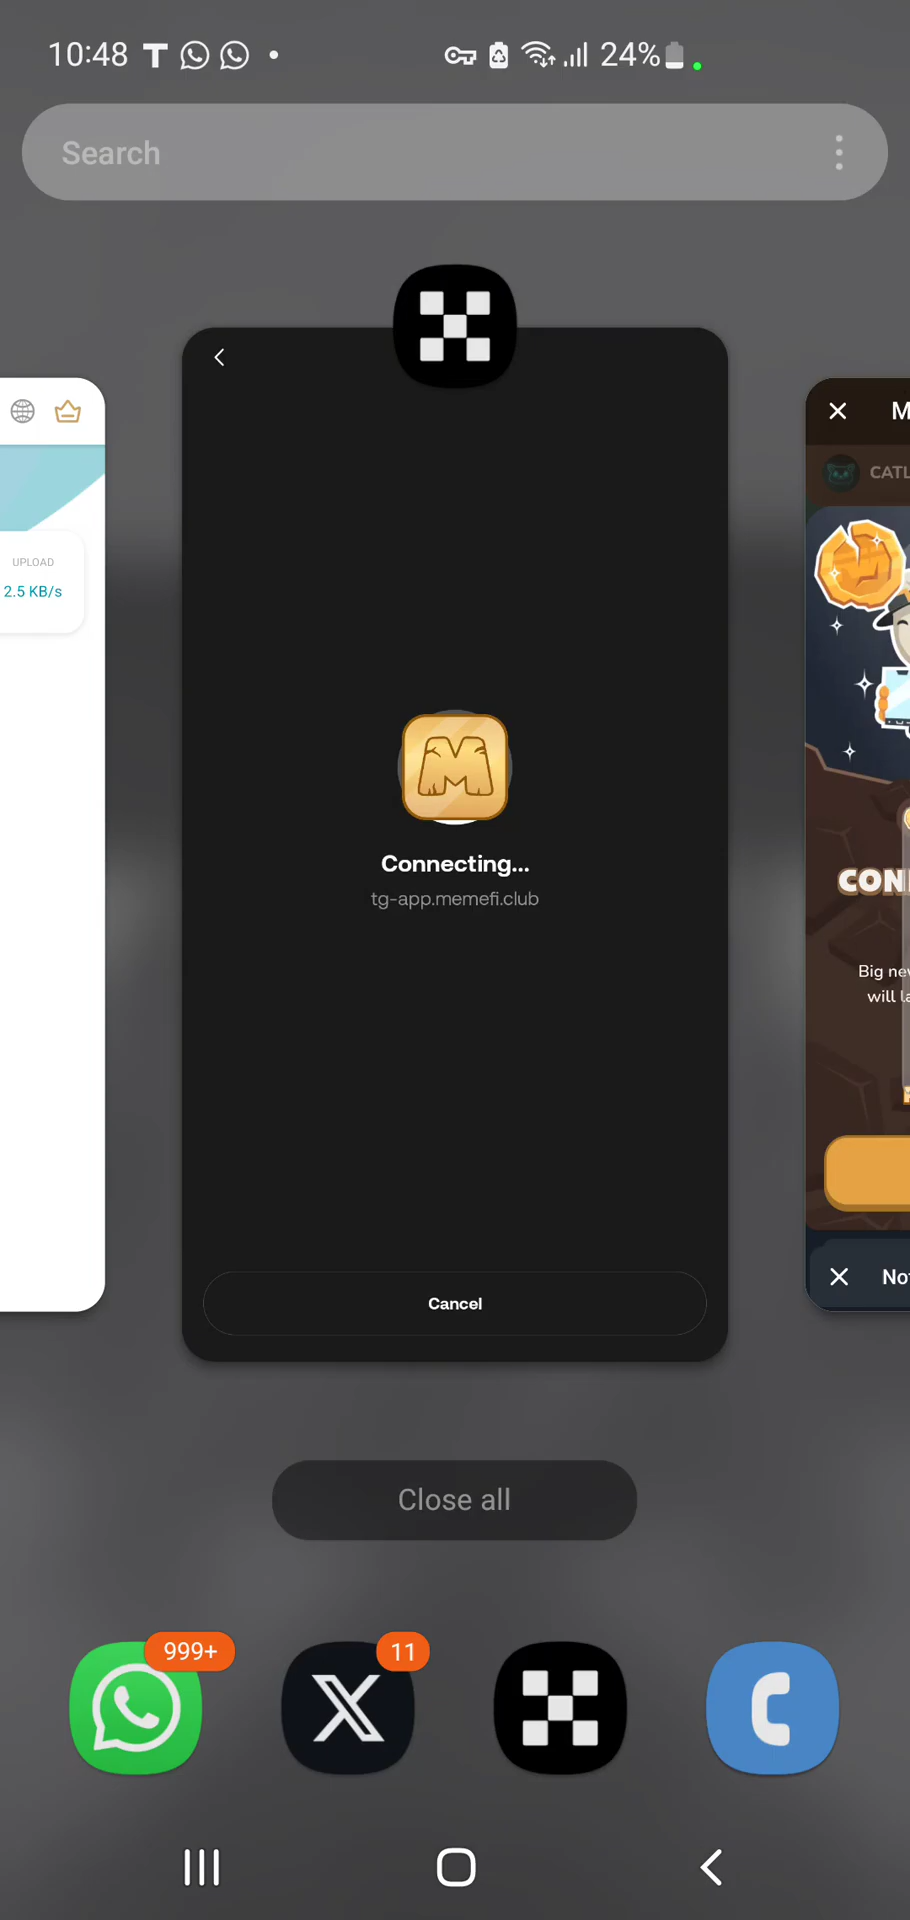 10:48
24%
Search
UPLOAD
2.5 KB/s
Connecting...
tg-app.memefi.club
Cancel
M
CATL
CON
Big ne
will la
No
Close all
999+
11